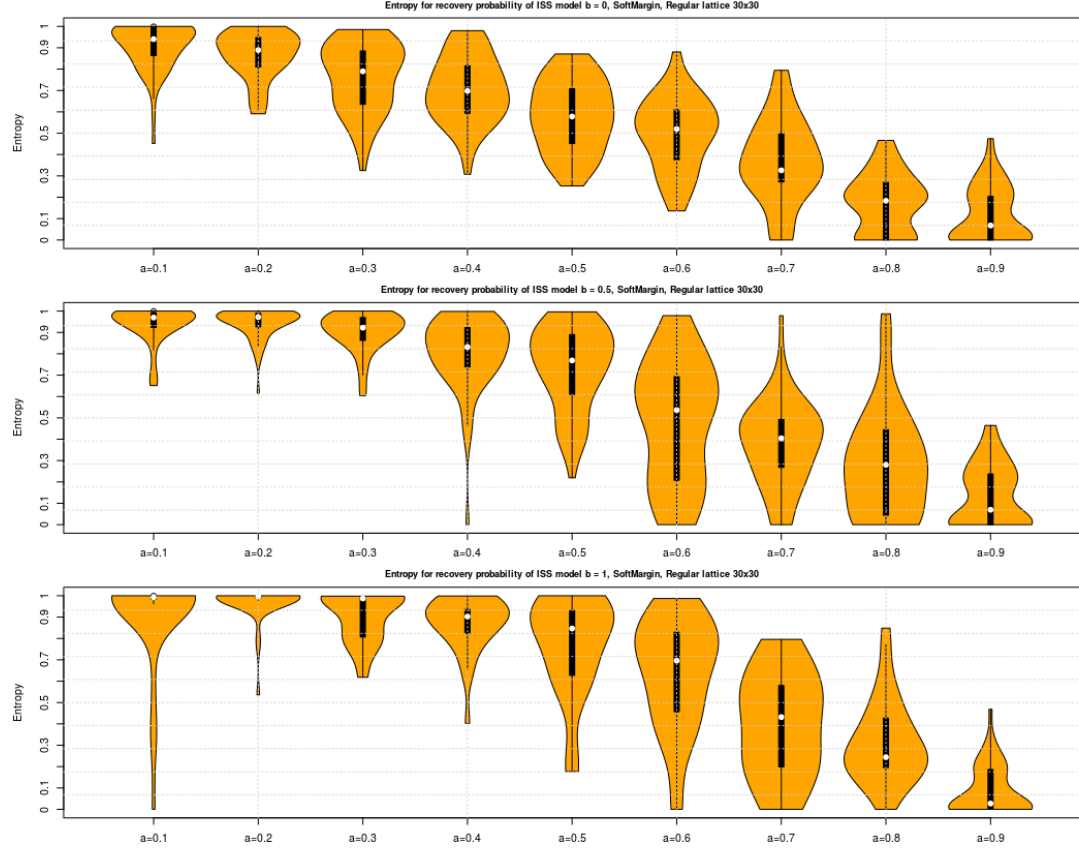 Entropy for recovery probability of ISS model b = 0, SoftMargin, Regular lattice 30x30
Entropy
1
0.9
0.7
0.5
0.3
0.1
0
a=0.1 a=0.2 a=0.3 a=0.4 a=0.5 a=0.6 a=0.7 a=0.8 a=0.9
Entropy for recovery probability of ISS model b = 0.5, SoftMargin, Regular lattice 30x30
Entropy
1
0.9
0.7
0.5
0.3
0.1
0
a=0.1 a=0.2 a=0.3 a=0.4 a=0.5 a=0.6 a=0.7 a=0.8 a=0.9
Entropy for recovery probability of ISS model b = 1, SoftMargin, Regular lattice 30x30
Entropy
1
0.9
0.7
0.5
0.3
0.1
0
a=0.1 a=0.2 a=0.3 a=0.4 a=0.5 a=0.6 a=0.7 a=0.8 a=0.9